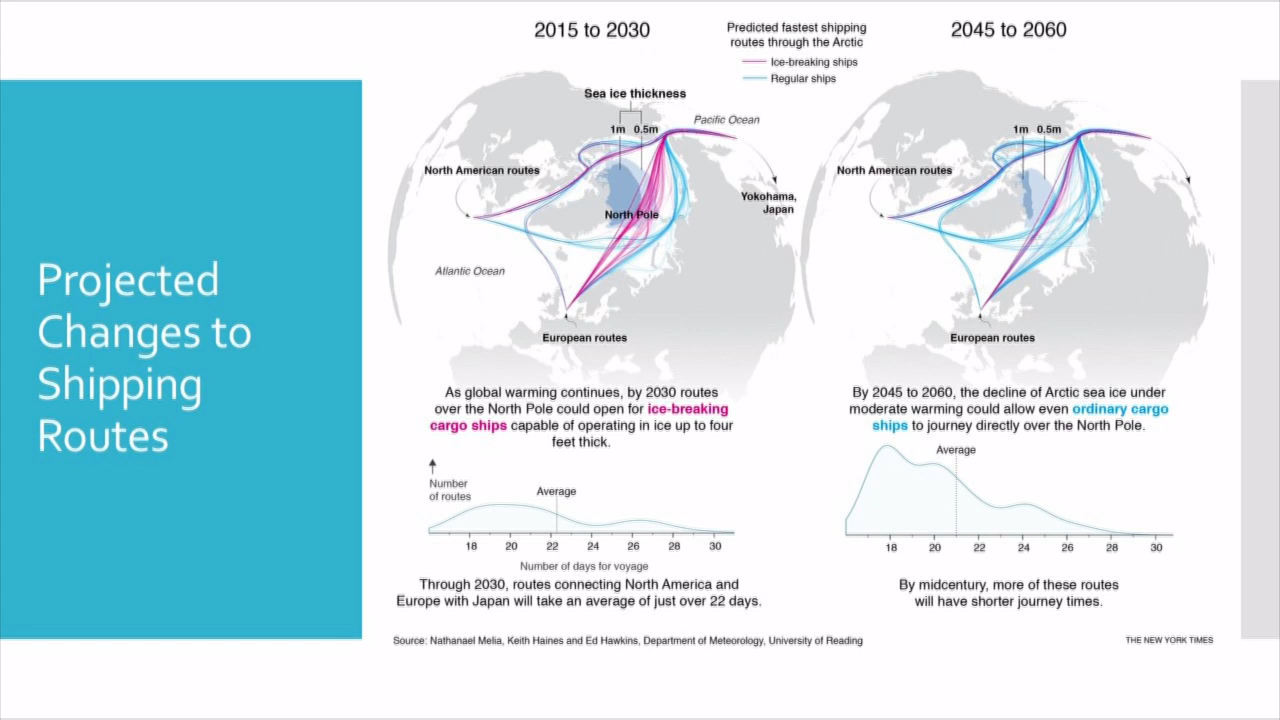 Projected
Changes to
Shipping
Routes
2015 to 2030
Predicted fastest shipping
routes through the Arctic
Ice-breaking ships
Regular ships
2045 to 2060
Sea ice thickness
1m 0.5m
Pacific Ocean
North American routes
Yokohama,
Japan
North Pole
Atlantic Ocean
European routes
1m 0.5m
North American routes
European routes
As global warming continues, by 2030 routes
over the North Pole could open for ice-breaking
cargo ships capable of operating in ice up to four
feet thick.
Number
of routes
Average
18 20 22 24 26 28 30
Number of days for voyage
Through 2030, routes connecting North America and
Europe with Japan will take an average of just over 22 days.
By 2045 to 2060, the decline of Arctic sea ice under
moderate warming could allow even ordinary cargo
ships to journey directly over the North Pole.
Average
18 20 22 24 26 28 30
By midcentury, more of these routes
will have shorter journey times.
Source: Nathanael Melia, Keith Haines and Ed Hawkins, Department of Meteorology, University of Reading
THE NEW YORK TIMES